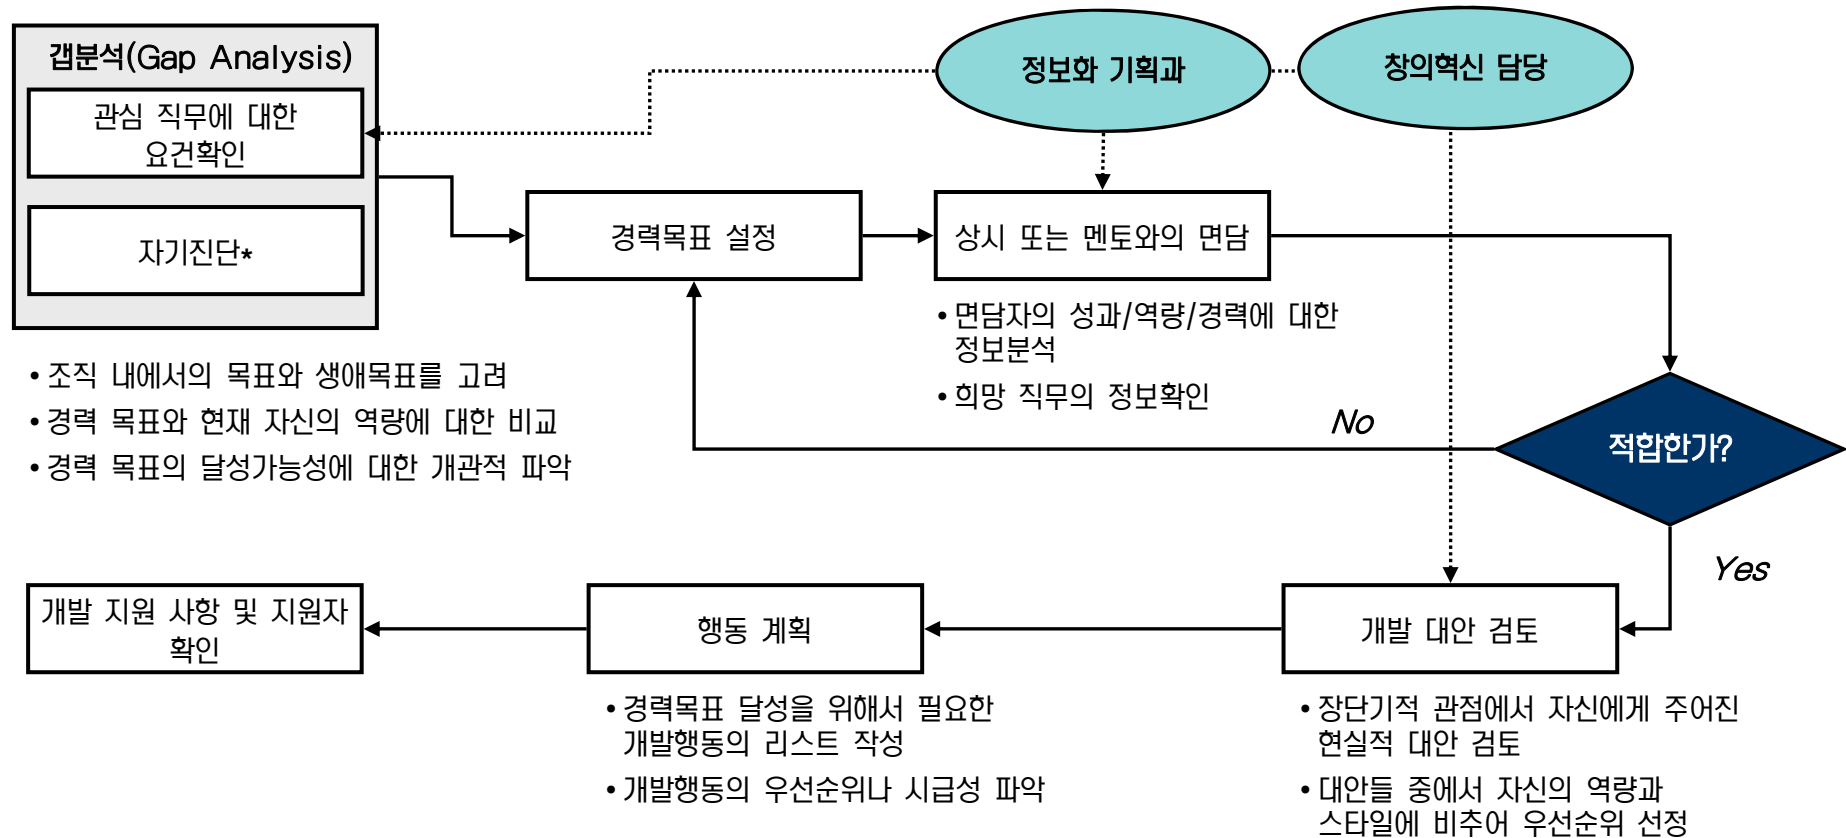 갭분석(Gap Analysis)
관심 직무에 대한
요건확인
자기진단*
정보화 기획과
창의혁신 담당
경력목표 설정
상시 또는 멘토와의 면담
• 면담자의 성과/역량/경력에 대한
정보분석
• 희망 직무의 정보확인
• 조직 내에서의 목표와 생애목표를 고려
• 경력 목표와 현재 자신의 역량에 대한 비교
• 경력 목표의 달성가능성에 대한 개관적 파악
No
적합한가?
Yes
개발 지원 사항 및 지원자
확인
행동 계획
개발 대안 검토
• 경력목표 달성을 위해서 필요한
개발행동의 리스트 작성
• 개발행동의 우선순위나 시급성 파악
• 장단기적 관점에서 자신에게 주어진
현실적 대안 검토
• 대안들 중에서 자신의 역량과
스타일에 비추어 우선순위 선정